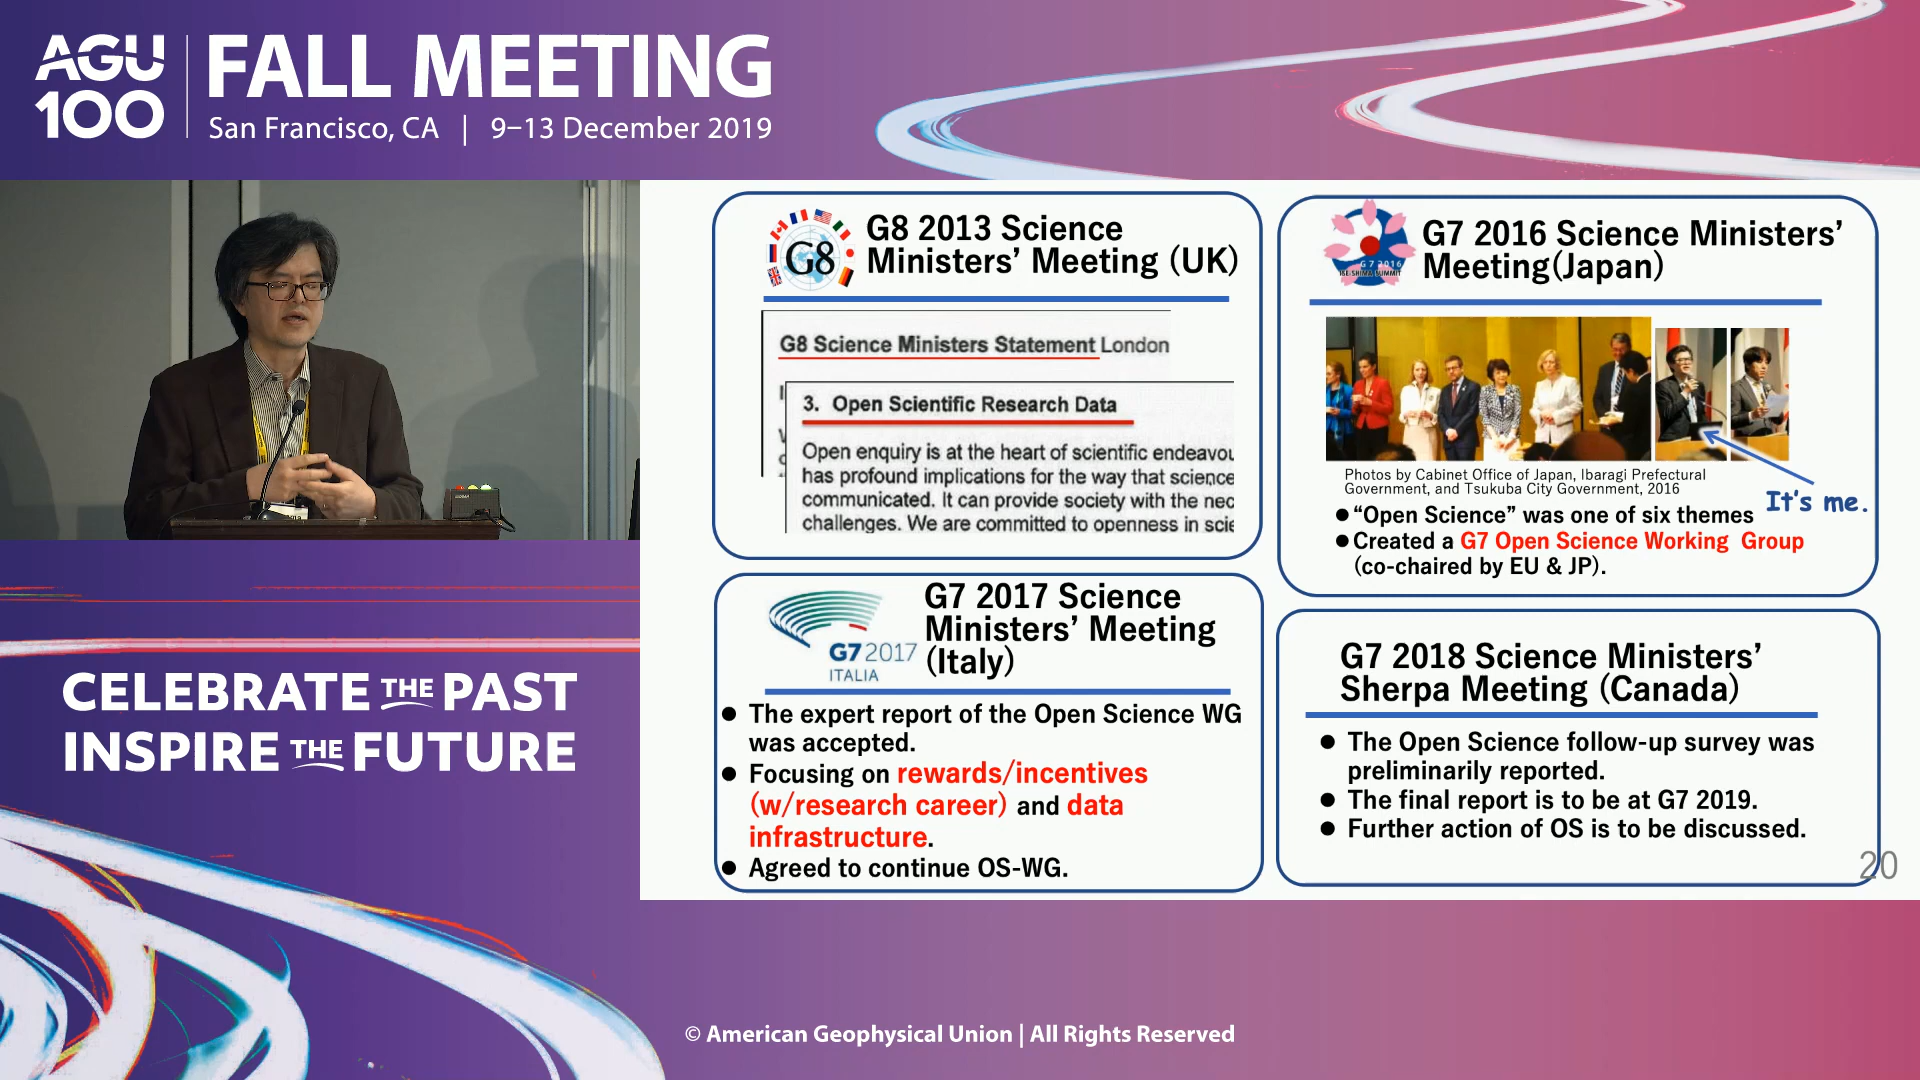 AGU
100
FALL MEETING
San Francisco, CA | 9–13 December 2019
G8
G8 2013 Science
Ministers’ Meeting (UK)
G8 Science Ministers Statement London
3. Open Scientific Research Data
Open enquiry is at the heart of scientific endeavou
has profound implications for the way that science
communicated. It can provide society with the nec
challenges. We are committed to openness in scie
G7 2016
ISE-SHIMA SUMMIT
G7 2016 Science Ministers’
Meeting(Japan)
Photos by Cabinet Office of Japan, Ibaragi Prefectural
Government, and Tsukuba City Government, 2016
It’s me.
●“Open Science” was one of six themes
●Created a G7 Open Science Working Group
(co-chaired by EU & JP).
G7 2017
ITALIA
G7 2017 Science
Ministers’ Meeting
(Italy)
● The expert report of the Open Science WG
was accepted.
● Focusing on rewards/incentives
(w/research career) and data
infrastructure.
● Agreed to continue OS-WG.
G7 2018 Science Ministers’
Sherpa Meeting (Canada)
● The Open Science follow-up survey was
preliminarily reported.
● The final report is to be at G7 2019.
● Further action of OS is to be discussed.
20
CELEBRATE THE PAST
INSPIRE THE FUTURE
© American Geophysical Union | All Rights Reserved